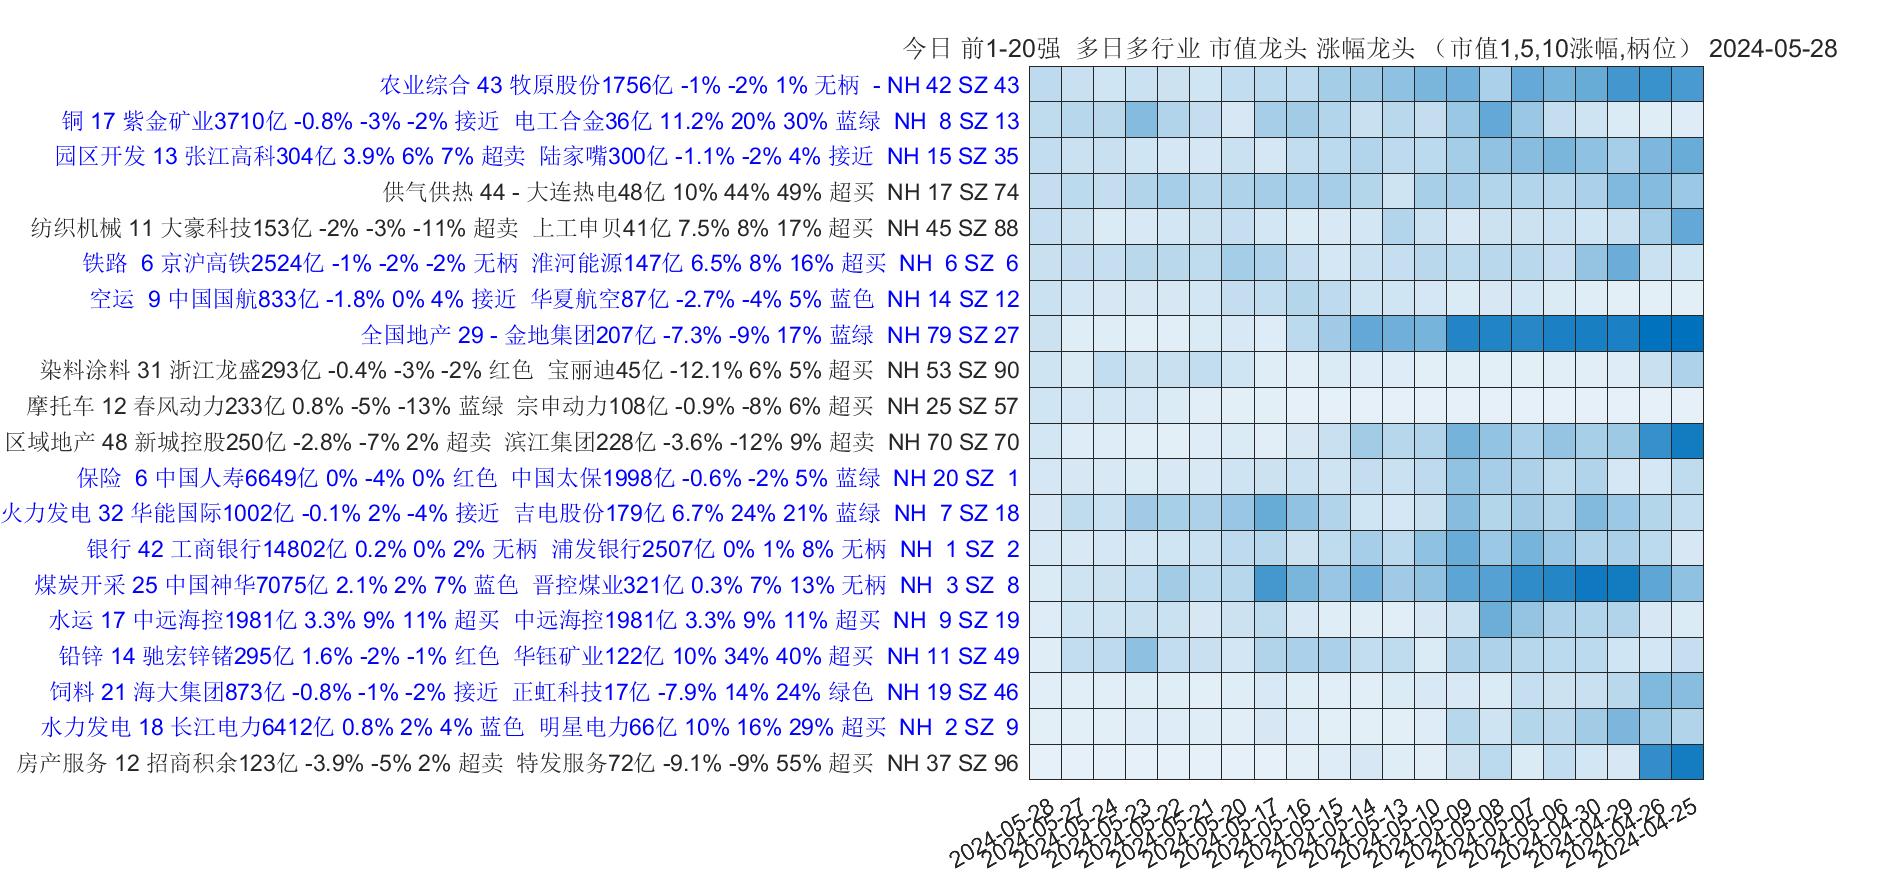 今日 前1-20强 多日多行业 市值龙头 涨幅龙头 （市值1,5,10涨幅,柄位） 2024-05-28
农业综合 43 牧原股份1756亿 -1% -2% 1% 无柄 - NH 42 SZ 43
铜 17 紫金矿业3710亿 -0.8% -3% -2% 接近 电工合金36亿 11.2% 20% 30% 蓝绿 NH 8 SZ 13
园区开发 13 张江高科304亿 3.9% 6% 7% 超卖 陆家嘴300亿 -1.1% -2% 4% 接近 NH 15 SZ 35
供气供热 44 - 大连热电48亿 10% 44% 49% 超买 NH 17 SZ 74
纺织机械 11 大豪科技153亿 -2% -3% -11% 超卖 上工申贝41亿 7.5% 8% 17% 超买 NH 45 SZ 88
铁路 6 京沪高铁2524亿 -1% -2% -2% 无柄 淮河能源147亿 6.5% 8% 16% 超买 NH 6 SZ 6
空运 9 中国国航833亿 -1.8% 0% 4% 接近 华夏航空87亿 -2.7% -4% 5% 蓝色 NH 14 SZ 12
全国地产 29 - 金地集团207亿 -7.3% -9% 17% 蓝绿 NH 79 SZ 27
染料涂料 31 浙江龙盛293亿 -0.4% -3% -2% 红色 宝丽迪45亿 -12.1% 6% 5% 超买 NH 53 SZ 90
摩托车 12 春风动力233亿 0.8% -5% -13% 蓝绿 宗申动力108亿 -0.9% -8% 6% 超买 NH 25 SZ 57
区域地产 48 新城控股250亿 -2.8% -7% 2% 超卖 滨江集团228亿 -3.6% -12% 9% 超卖 NH 70 SZ 70
保险 6 中国人寿6649亿 0% -4% 0% 红色 中国太保1998亿 -0.6% -2% 5% 蓝绿 NH 20 SZ 1
火力发电 32 华能国际1002亿 -0.1% 2% -4% 接近 吉电股份179亿 6.7% 24% 21% 蓝绿 NH 7 SZ 18
银行 42 工商银行14802亿 0.2% 0% 2% 无柄 浦发银行2507亿 0% 1% 8% 无柄 NH 1 SZ 2
煤炭开采 25 中国神华7075亿 2.1% 2% 7% 蓝色 晋控煤业321亿 0.3% 7% 13% 无柄 NH 3 SZ 8
水运 17 中远海控1981亿 3.3% 9% 11% 超买 中远海控1981亿 3.3% 9% 11% 超买 NH 9 SZ 19
铅锌 14 驰宏锌锗295亿 1.6% -2% -1% 红色 华钰矿业122亿 10% 34% 40% 超买 NH 11 SZ 49
饲料 21 海大集团873亿 -0.8% -1% -2% 接近 正虹科技17亿 -7.9% 14% 24% 绿色 NH 19 SZ 46
水力发电 18 长江电力6412亿 0.8% 2% 4% 蓝色 明星电力66亿 10% 16% 29% 超买 NH 2 SZ 9
房产服务 12 招商积余123亿 -3.9% -5% 2% 超卖 特发服务72亿 -9.1% -9% 55% 超买 NH 37 SZ 96
2024-05-28
2024-05-27
2024-05-24
2024-05-23
2024-05-22
2024-05-21
2024-05-20
2024-05-17
2024-05-16
2024-05-15
2024-05-14
2024-05-13
2024-05-10
2024-05-09
2024-05-08
2024-05-07
2024-05-06
2024-04-30
2024-04-29
2024-04-26
2024-04-25